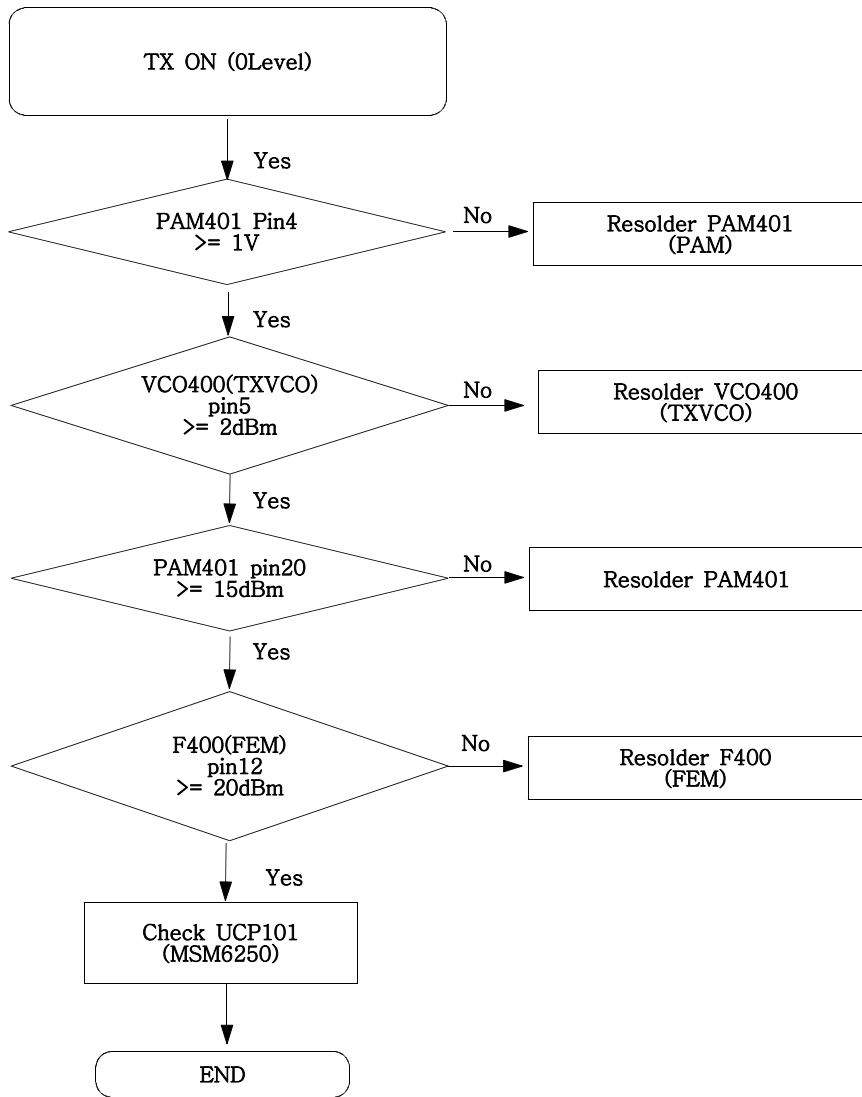 TX ON (0Level)
Yes
PAM401 Pin4
>= 1V
No
Resolder PAM401
(PAM)
Yes
VCO400(TXVCO)
pin5
>= 2dBm
No
Resolder VCO400
(TXVCO)
Yes
PAM401 pin20
>= 15dBm
No
Resolder PAM401
Yes
F400(FEM)
pin12
>= 20dBm
No
Resolder F400
(FEM)
Yes
Check UCP101
(MSM6250)
END